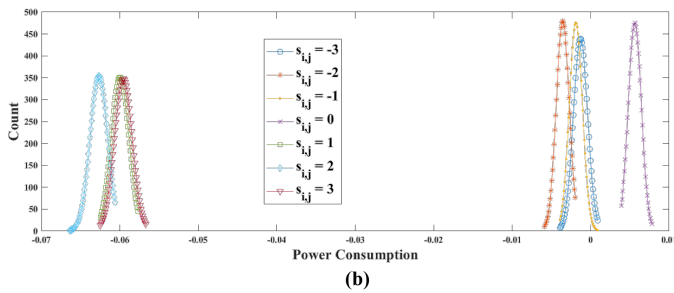 500
450
400
350
300
250
200
150
100
50
0
Count
s_{i,j} = -3
s_{i,j} = -2
s_{i,j} = -1
s_{i,j} = 0
s_{i,j} = 1
s_{i,j} = 2
s_{i,j} = 3
-0.07 -0.06 -0.05 -0.04 -0.03 -0.02 -0.01 0 0.0
Power Consumption
(b)